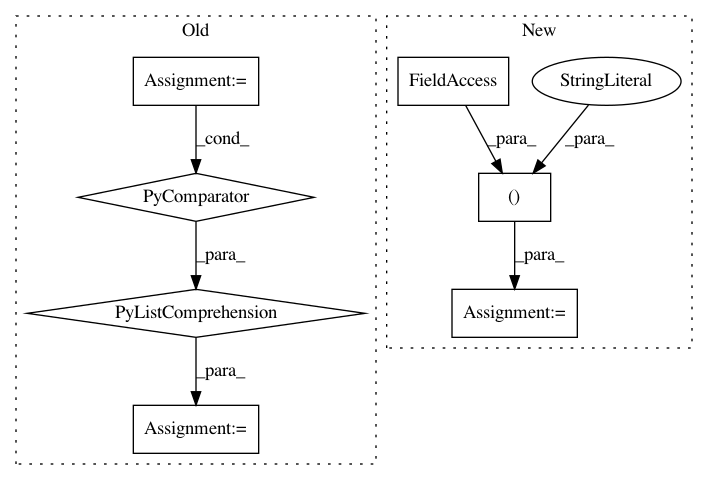 Old
New
Assignment:=
FieldAccess
StringLiteral
_cond_
_para_
_para_
PyComparator
()
_para_
_para_
PyListComprehension
Assignment:=
_para_
Assignment:=